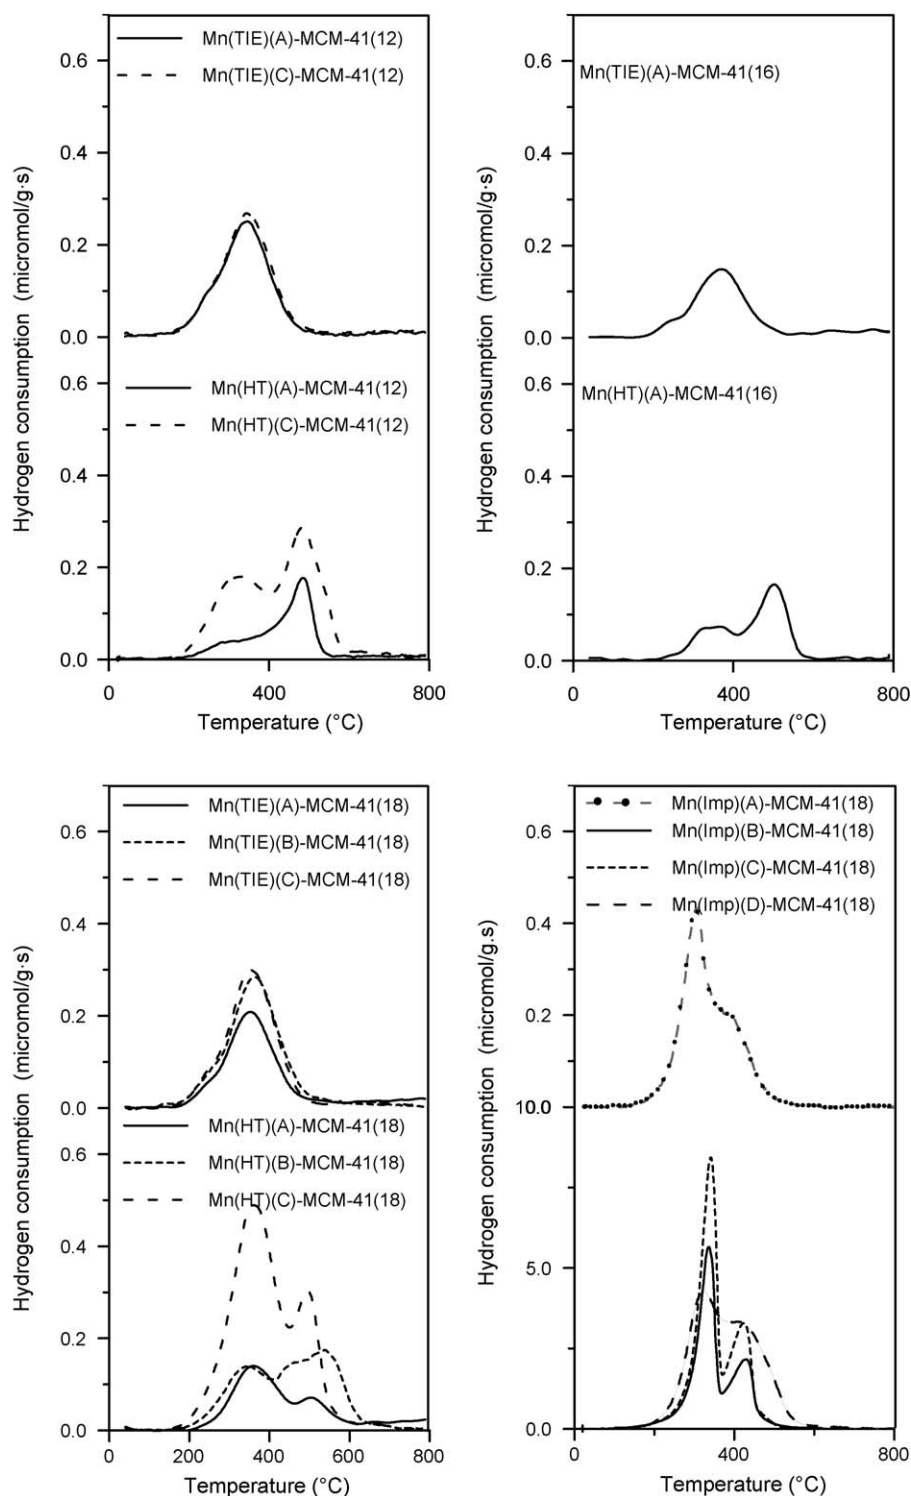 Mn(TIE)(A)-MCM-41(12)
Mn(TIE)(C)-MCM-41(12)
0.6
0.4
0.2
0.0
Mn(HT)(A)-MCM-41(12)
Mn(HT)(C)-MCM-41(12)
0.6
0.4
0.2
0.0
0
400
800
Temperature (°C)
Hydrogen consumption (micromol/g·s)
Mn(TIE)(A)-MCM-41(16)
0.6
0.4
0.2
0.0
Mn(HT)(A)-MCM-41(16)
0.6
0.4
0.2
0.0
0
400
800
Temperature (°C)
Hydrogen consumption (micromol/g·s)
Mn(TIE)(A)-MCM-41(18)
Mn(TIE)(B)-MCM-41(18)
Mn(TIE)(C)-MCM-41(18)
0.6
0.4
0.2
0.0
Mn(HT)(A)-MCM-41(18)
Mn(HT)(B)-MCM-41(18)
Mn(HT)(C)-MCM-41(18)
0.6
0.4
0.2
0.0
0
200
400
600
800
Temperature (°C)
Hydrogen consumption (micromol/g·s)
Mn(Imp)(A)-MCM-41(18)
Mn(Imp)(B)-MCM-41(18)
Mn(Imp)(C)-MCM-41(18)
Mn(Imp)(D)-MCM-41(18)
0.6
0.4
0.2
10.0
5.0
0.0
0
400
800
Temperature (°C)
Hydrogen consumption (micromol/g.s)